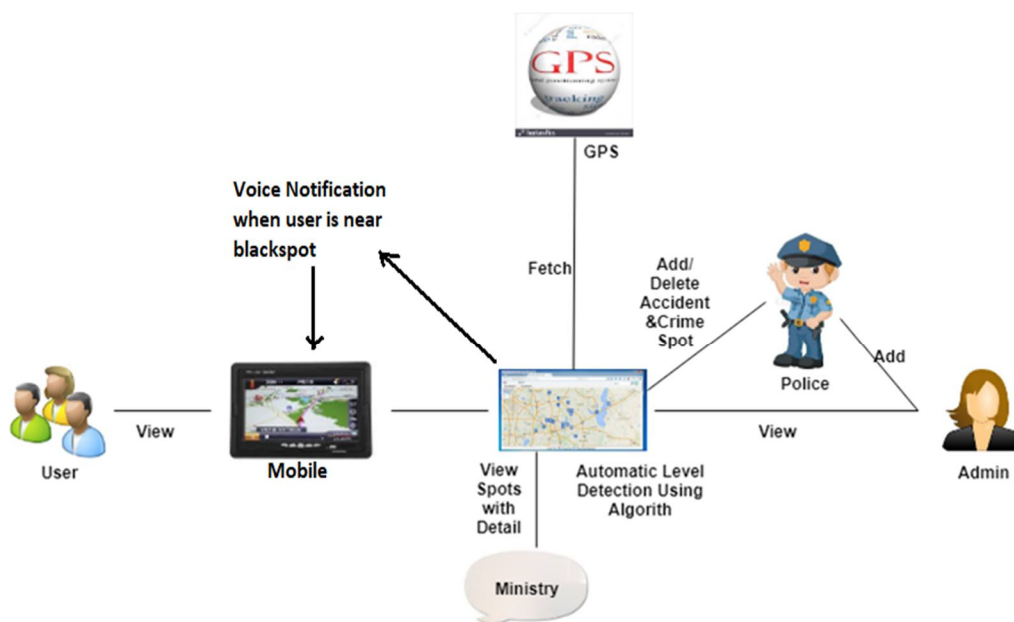 GPS
tracking
GPS
Voice Notification
when user is near
blackspot
Fetch
Add/
Delete
Accident
&Crime
Spot
Police
Add
User
View
Mobile
View
Spots
with
Detail
Automatic Level
Detection Using
Algorith
View
Admin
Ministry